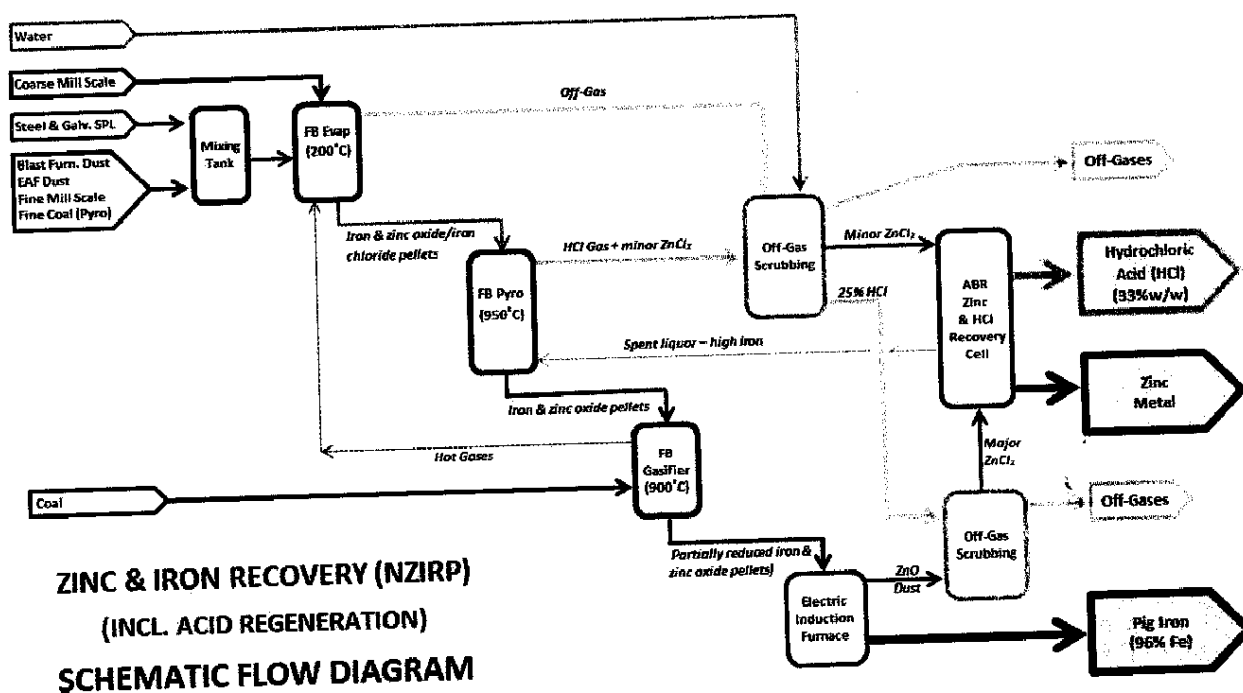 Water
Coarse Mill Scale
Steel & Galv. SPL
Blast Furn. Dust
EAF Dust
Fine Mill Scale
Fine Coal (Pyro)
Mixing
Tank
FB Evap
(200°C)
Off-Gas
Off-Gases
Iron & zinc oxide/iron
chloride pellets
FB Pyro
(950°C)
HCl Gas + minor ZnCl₂
Off-Gas
Scrubbing
Minor ZnCl₂
25% HCl
ABR
Zinc
& HCl
Recovery
Cell
Hydrochloric
Acid (HCl)
(33%w/w)
Spent liquor – high iron
Zinc
Metal
Iron & zinc oxide pellets
Hot Gases
FB
Gasifier
(900°C)
Major
ZnCl₂
Coal
Off-Gas
Scrubbing
Off-Gases
Partially reduced iron &
zinc oxide pellets)
ZnO
Dust
Electric
Induction
Furnace
Pig Iron
(96% Fe)
ZINC & IRON RECOVERY (NZIRP)
(INCL. ACID REGENERATION)
SCHEMATIC FLOW DIAGRAM